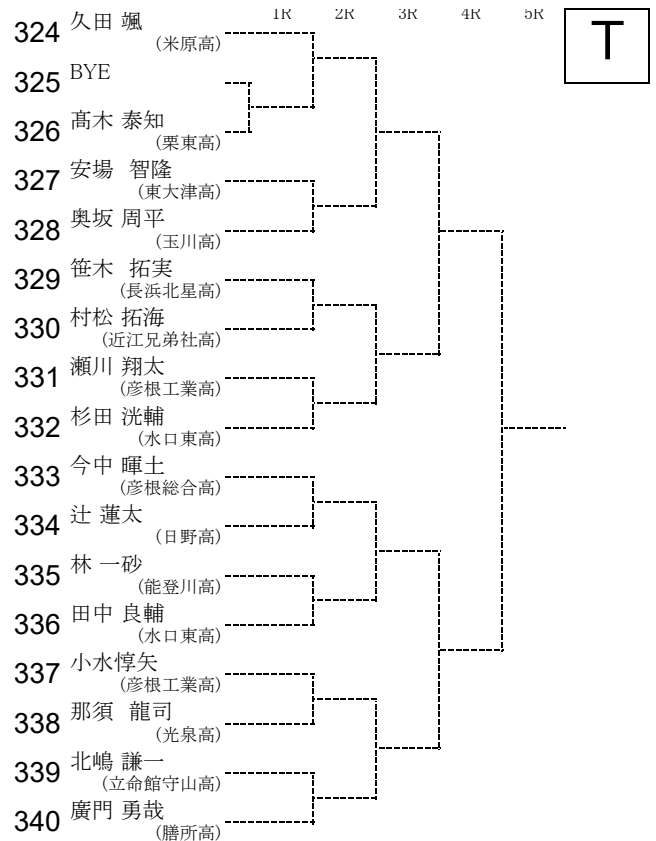 1R 2R 3R 4R 5R
T
324 久田 颯
(米原高)
325 BYE
326 髙木 泰知
(栗東高)
327 安場 智隆
(東大津高)
328 奥坂 周平
(玉川高)
329 笹木 拓実
(長浜北星高)
330 村松 拓海
(近江兄弟社高)
331 瀬川 翔太
(彦根工業高)
332 杉田 洸輔
(水口東高)
333 今中 暉土
(彦根総合高)
334 辻 蓮太
(日野高)
335 林 一砂
(能登川高)
336 田中 良輔
(水口東高)
337 小水惇矢
(彦根工業高)
338 那須 龍司
(光泉高)
339 北嶋 謙一
(立命館守山高)
340 廣門 勇哉
(膳所高)